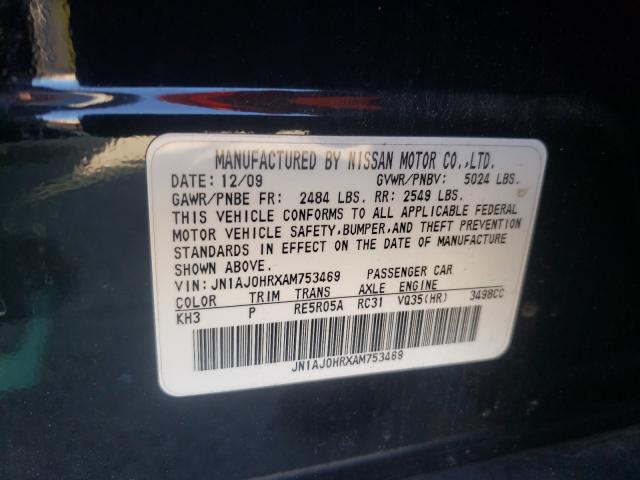 MANUFACTURED BY NISSAN MOTOR CO.,LTD.
DATE: 12/09 GVWR/PNBV: 5024 LBS.
GAWR/PNBE FR: 2484 LBS. RR: 2549 LBS.
THIS VEHICLE CONFORMS TO ALL APPLICABLE FEDERAL
MOTOR VEHICLE SAFETY,BUMPER,AND THEFT PREVENTION
STANDARDS IN EFFECT ON THE DATE OF MANUFACTURE
SHOWN ABOVE.
VIN: JN1AJ0HRXAM753469 PASSENGER CAR
COLOR TRIM TRANS AXLE ENGINE
KH3 P RE5R05A RC31 VQ35(HR) 3498CC
JN1AJ0HRXAM753469